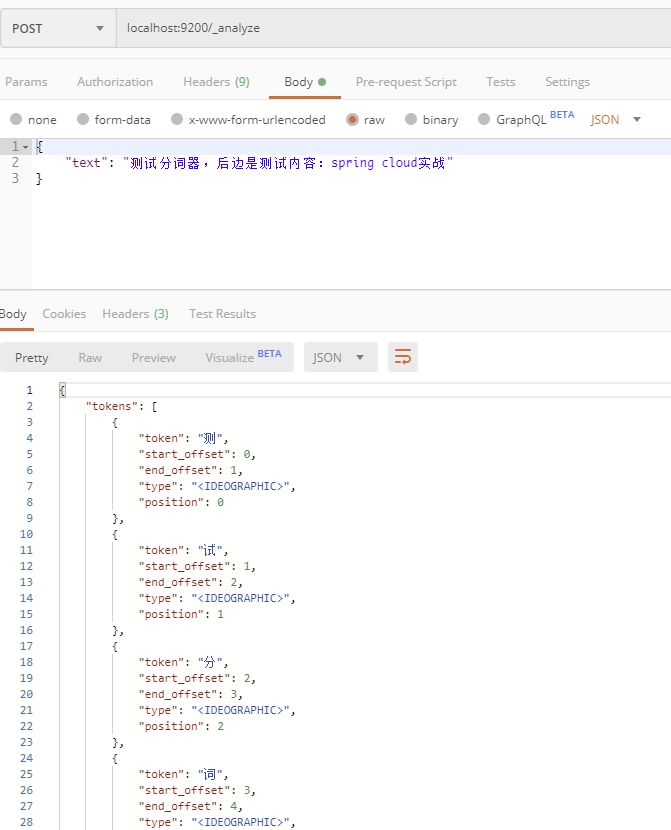 POST localhost:9200/_analyze
Params Authorization Headers (9) Body Pre-request Script Tests Settings
none form-data x-www-form-urlencoded raw binary GraphQL BETA JSON
1 {
2 "text": "测试分词器，后边是测试内容：spring cloud实战"
3 }
Body Cookies Headers (3) Test Results
Pretty Raw Preview Visualize BETA JSON
1 {
2 "tokens": [
3 {
4 "token": "测",
5 "start_offset": 0,
6 "end_offset": 1,
7 "type": "<IDEOGRAPHIC>",
8 "position": 0
9 },
10 {
11 "token": "试",
12 "start_offset": 1,
13 "end_offset": 2,
14 "type": "<IDEOGRAPHIC>",
15 "position": 1
16 },
17 {
18 "token": "分",
19 "start_offset": 2,
20 "end_offset": 3,
21 "type": "<IDEOGRAPHIC>",
22 "position": 2
23 },
24 {
25 "token": "词",
26 "start_offset": 3,
27 "end_offset": 4,
28 "type": "<IDEOGRAPHIC>",